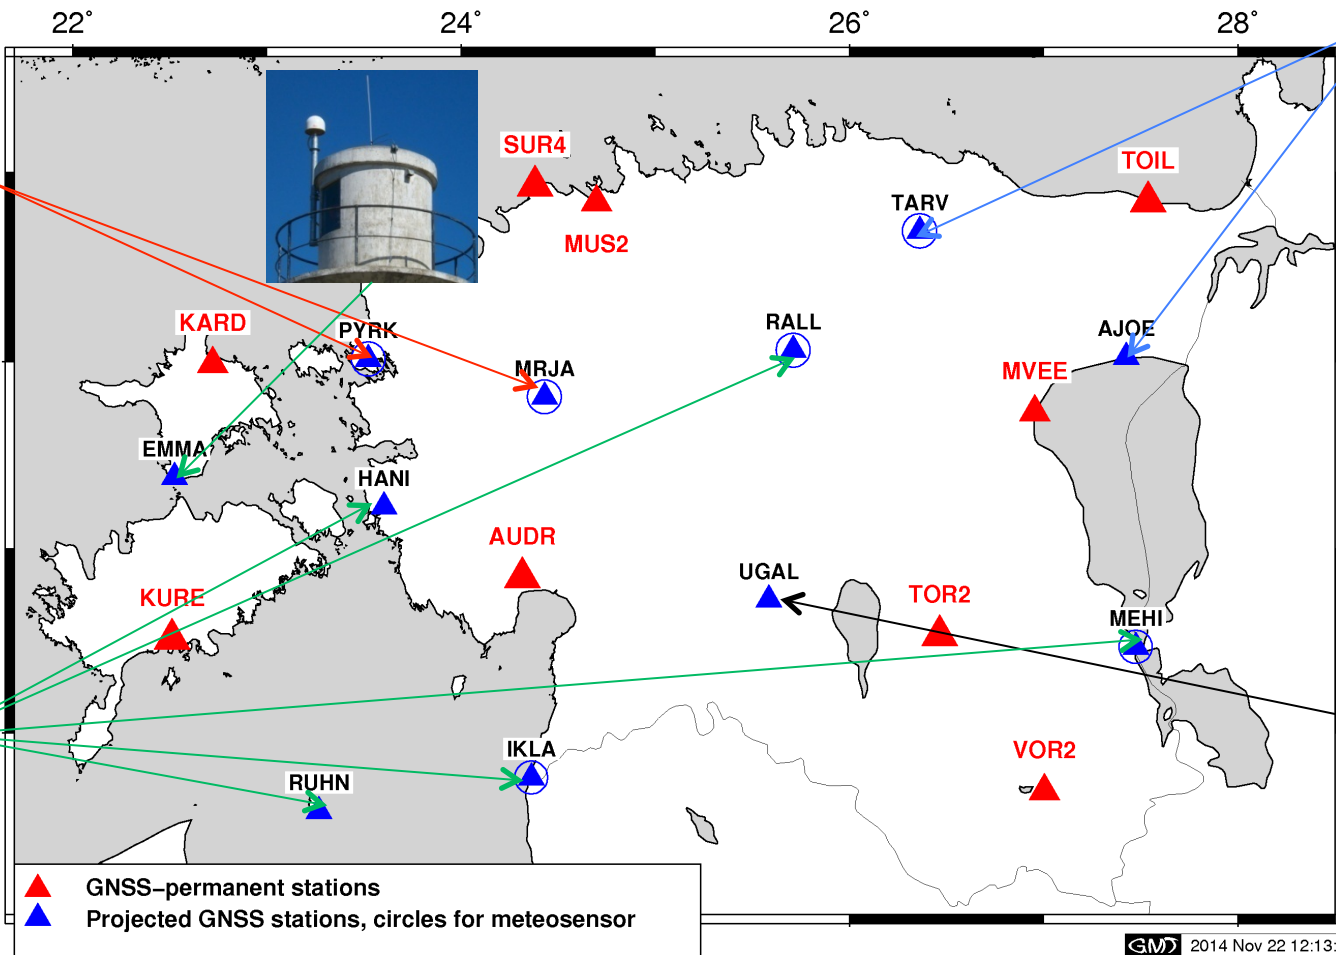 22° 24° 26° 28°
SUR4
TOIL
TARV
MUS2
KARD
PYRK
RALL
AJOE
MRJA
MVEE
EMMA
HANI
AUDR
UGAL
KURE
TOR2
MEHI
IKLA
VOR2
RUHN
GNSS–permanent stations
Projected GNSS stations, circles for meteosensor
GMT 2014 Nov 22 12:13: